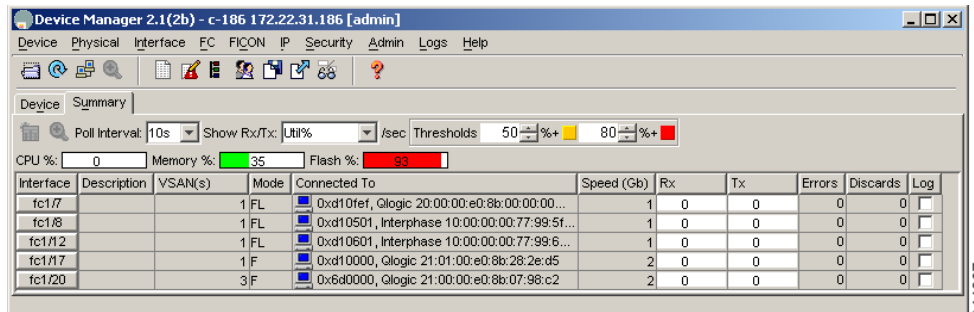 Device Manager 2.1(2b) - c-186 172.22.31.186 [admin]
Device Physical Interface FC FICON IP Security Admin Logs Help
Device Summary
Poll Interval: 10s Show Rx/Tx: Util% /sec Thresholds 50 %+ 80 %+
CPU %: 0 Memory %: 35 Flash %: 93
Interface Description VSAN(s) Mode Connected To Speed (Gb) Rx Tx Errors Discards Log
fc1/7 1 FL 0xd10fef, Qlogic 20:00:00:e0:8b:00:00:00... 1 0 0 0 0
fc1/8 1 FL 0xd10501, Interphase 10:00:00:00:77:99:5f... 1 0 0 0 0
fc1/12 1 FL 0xd10601, Interphase 10:00:00:00:77:99:6... 1 0 0 0 0
fc1/17 1 F 0xd10000, Qlogic 21:01:00:e0:8b:28:2e:d5 2 0 0 0 0
fc1/20 3 F 0x6d0000, Qlogic 21:00:00:e0:8b:07:98:c2 2 0 0 0 0